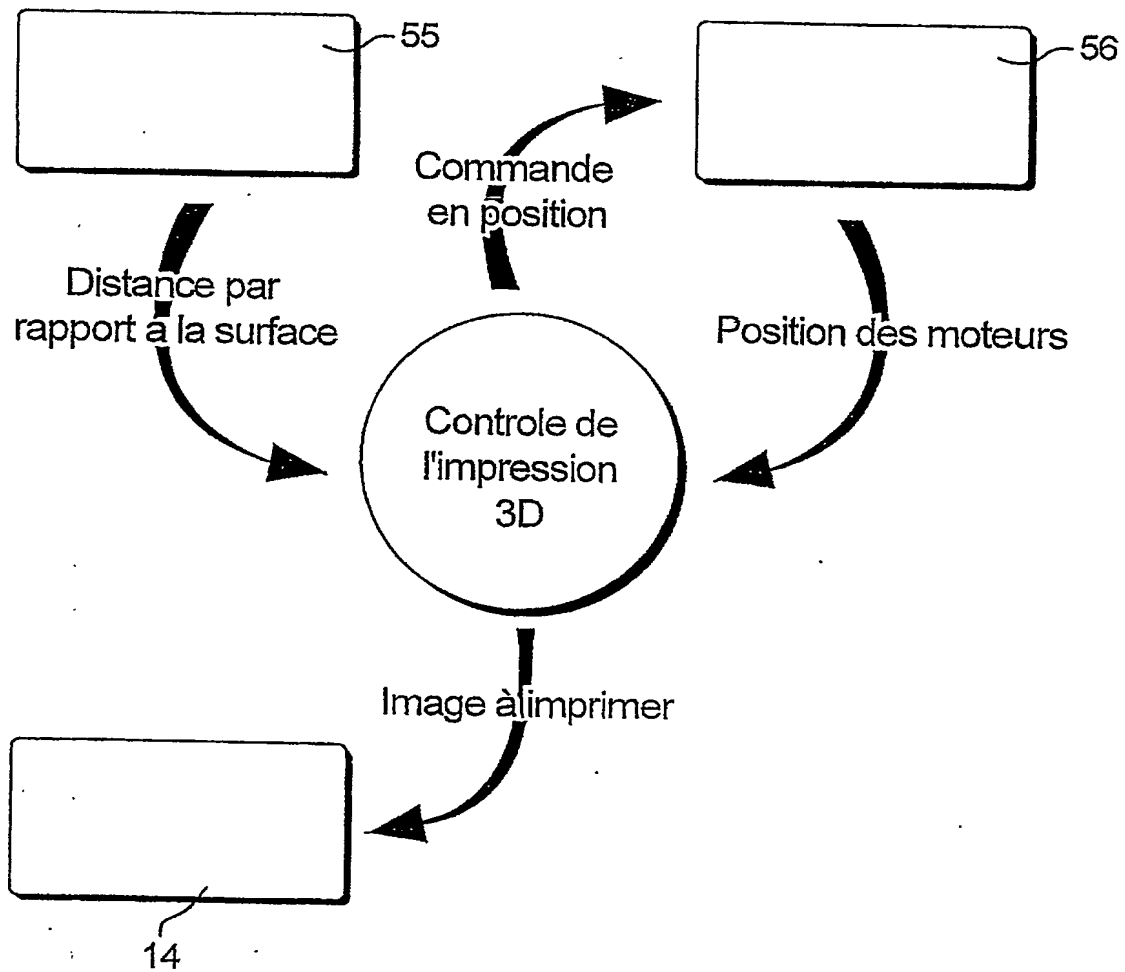 55
56
Commande
en position
Distance par
rapport a la surface
Position des moteurs
Controle de
l'impression
3D
Image à imprimer
14